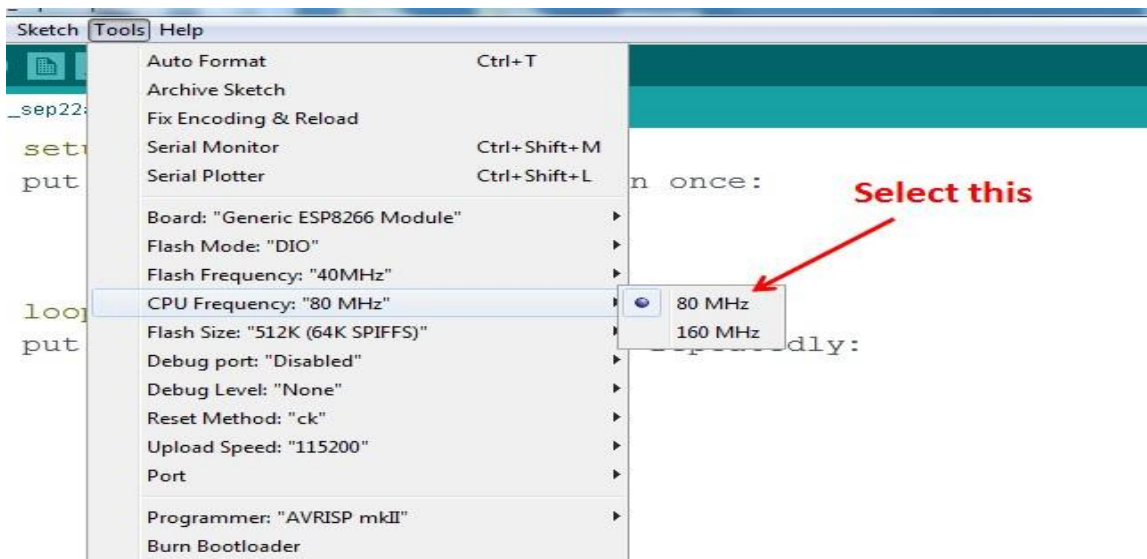 Sketch Tools Help
Auto Format Ctrl+T
Archive Sketch
_sep22
Fix Encoding & Reload
Serial Monitor Ctrl+Shift+M
put
Serial Plotter Ctrl+Shift+L
n once:
Select this
Board: "Generic ESP8266 Module"
Flash Mode: "DIO"
Flash Frequency: "40MHz"
CPU Frequency: "80 MHz"
80 MHz
160 MHz
Flash Size: "512K (64K SPIFFS)"
put
Debug port: "Disabled"
Debug Level: "None"
Reset Method: "ck"
Upload Speed: "115200"
Port
Programmer: "AVRISP mkII"
Burn Bootloader